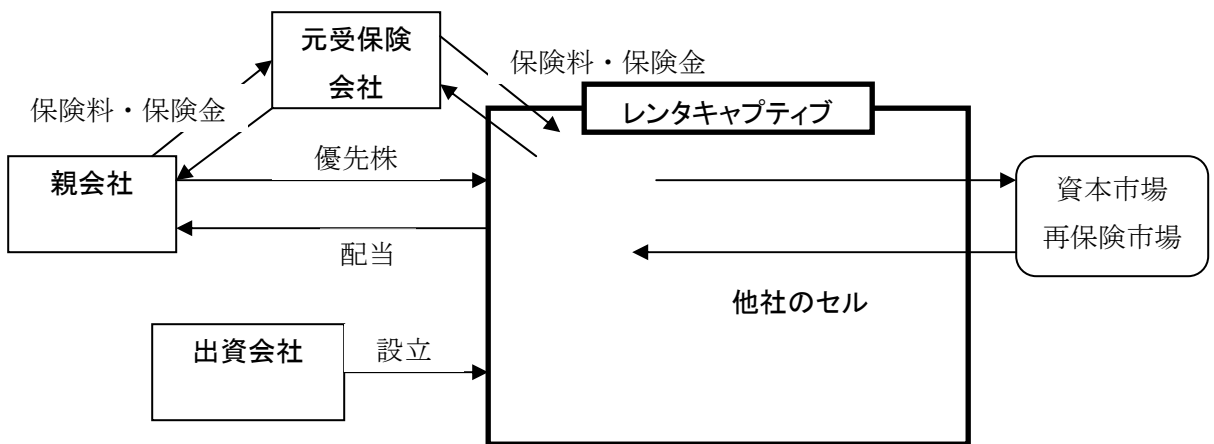 元受保険
会社
保険料・保険金
レンタキャプティブ
保険料・保険金
優先株
親会社
資本市場
再保険市場
配当
他社のセル
出資会社
設立